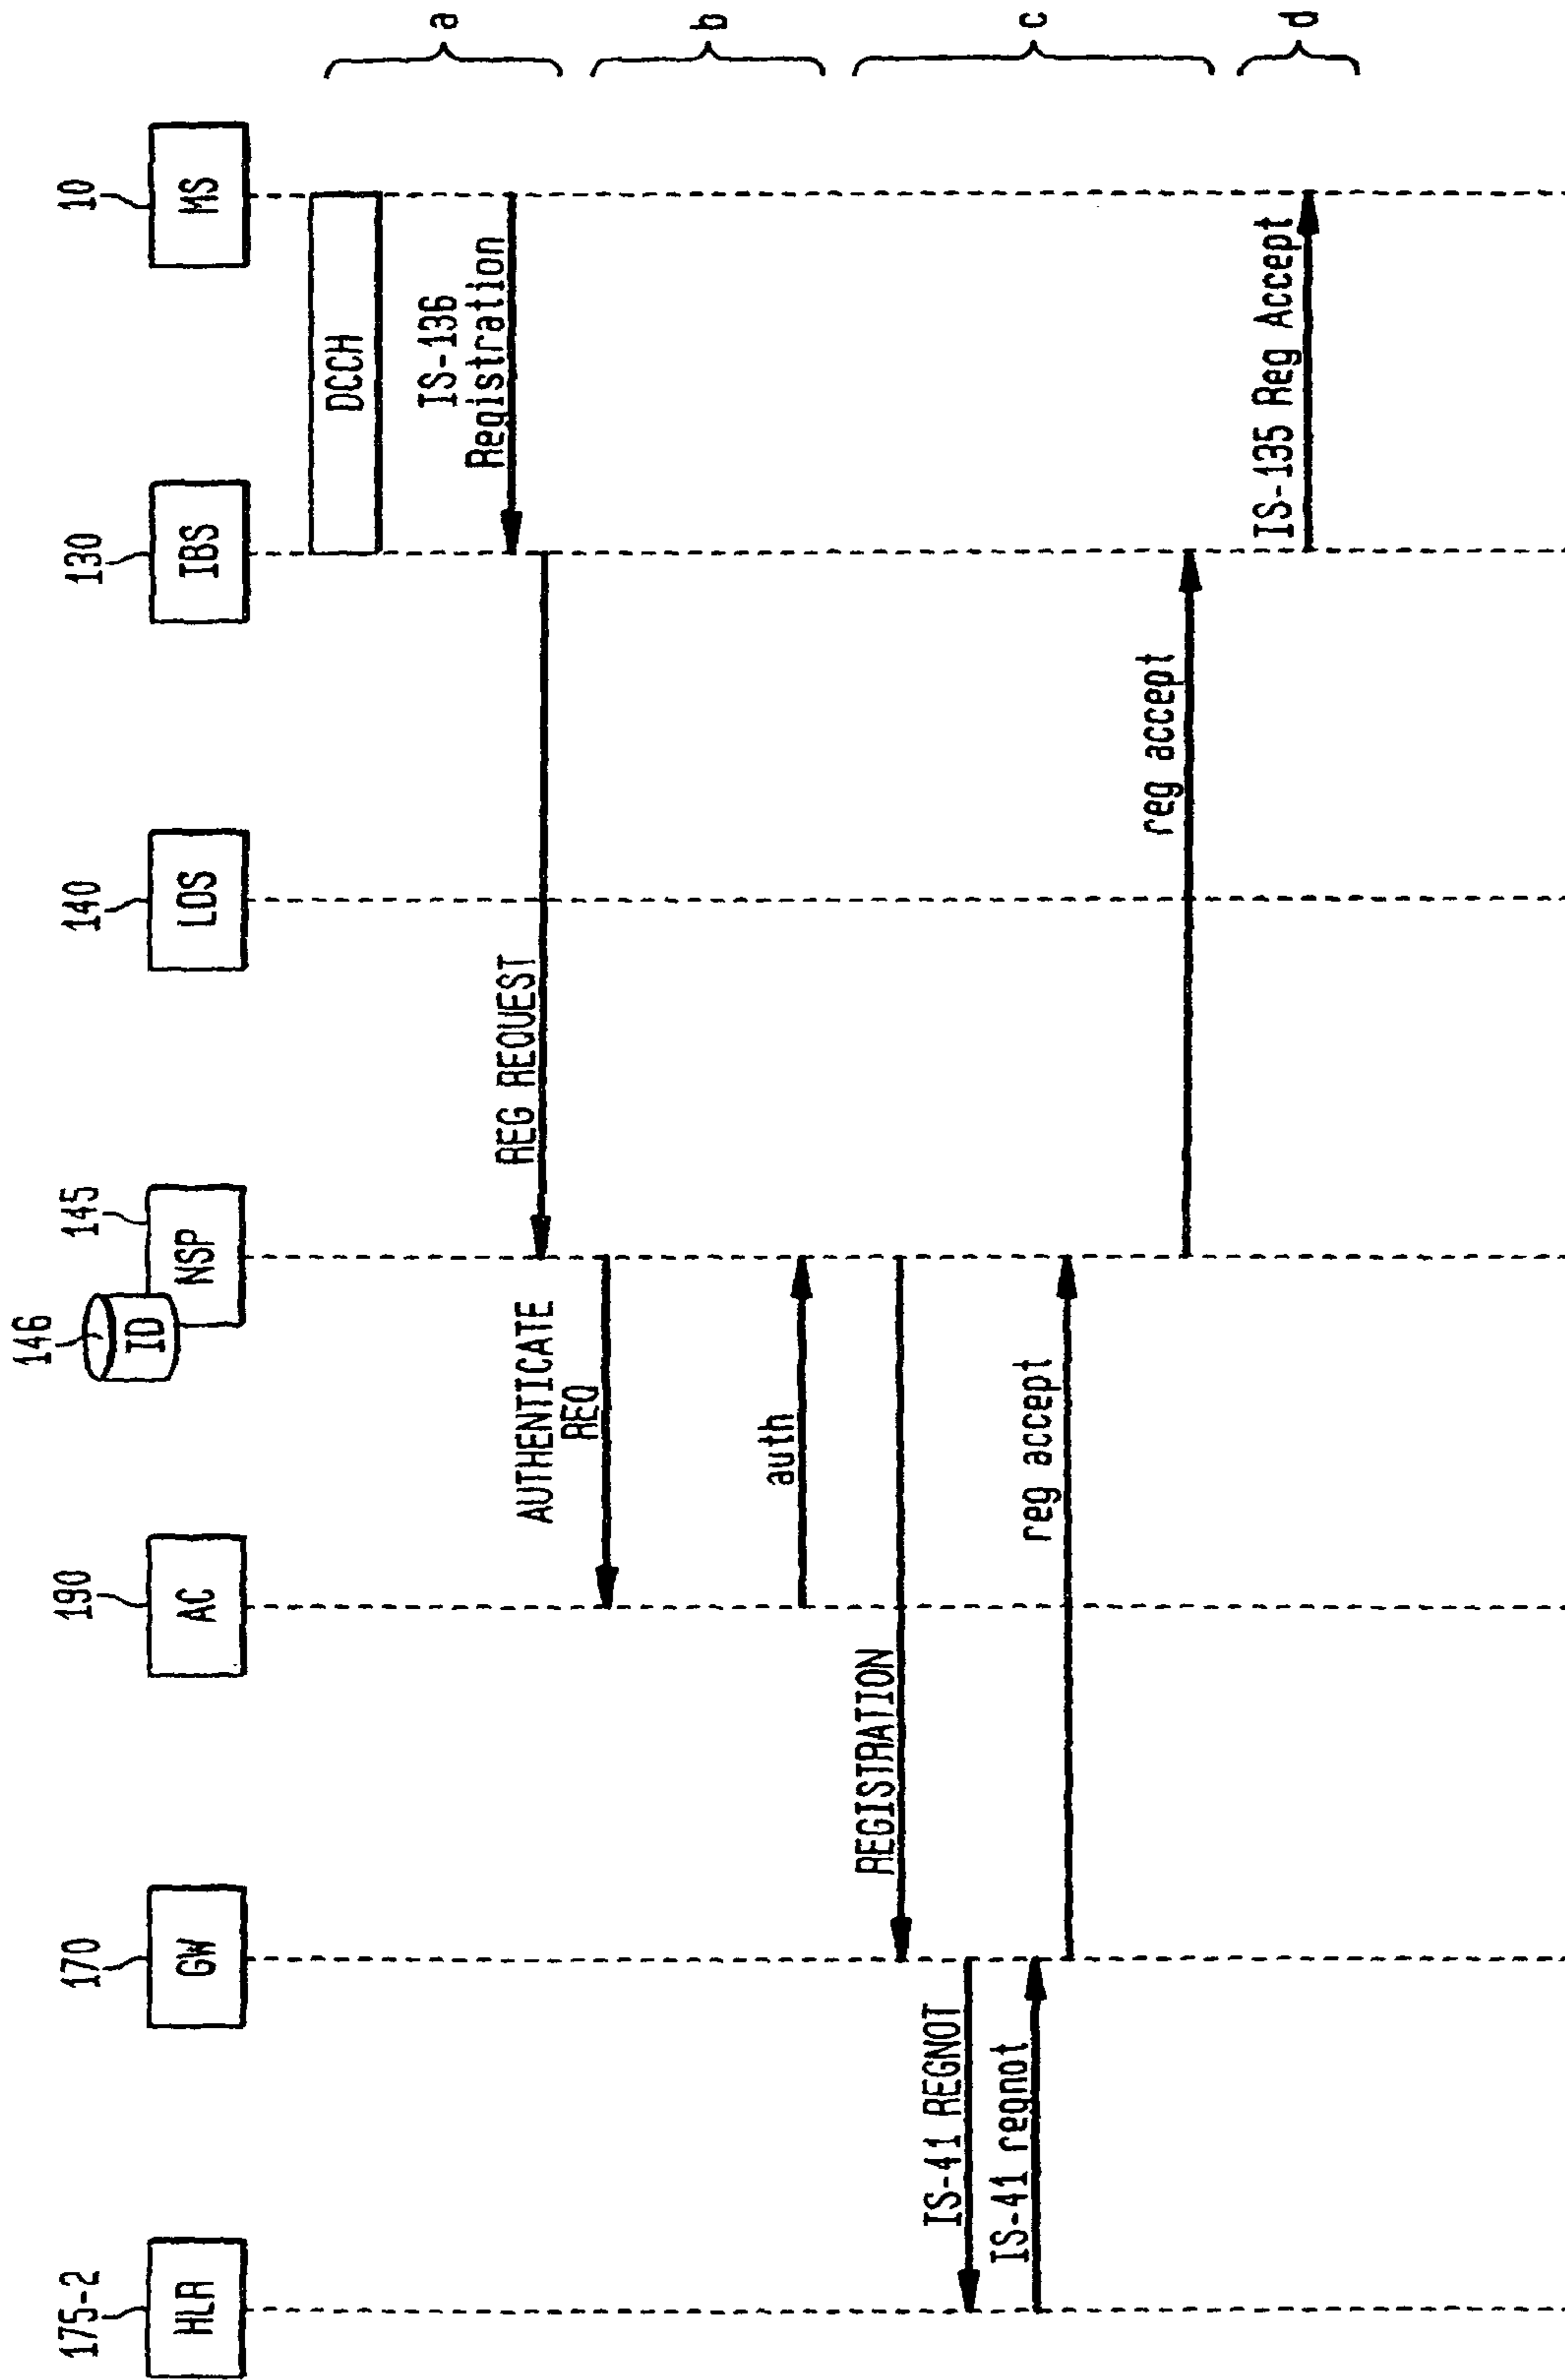 175-2
HLR
170
GW
190
AC
146
ID
145
NSP
140
LDS
130
IBS
10
MS
DCCH
IS-136
Registration
a
REG REQUEST
AUTHENTICATE
REQ
auth
b
REGISTRATION
IS-41 REGNOT
IS-41 regnot
reg accept
reg accept
c
IS-135 Reg Accept
d